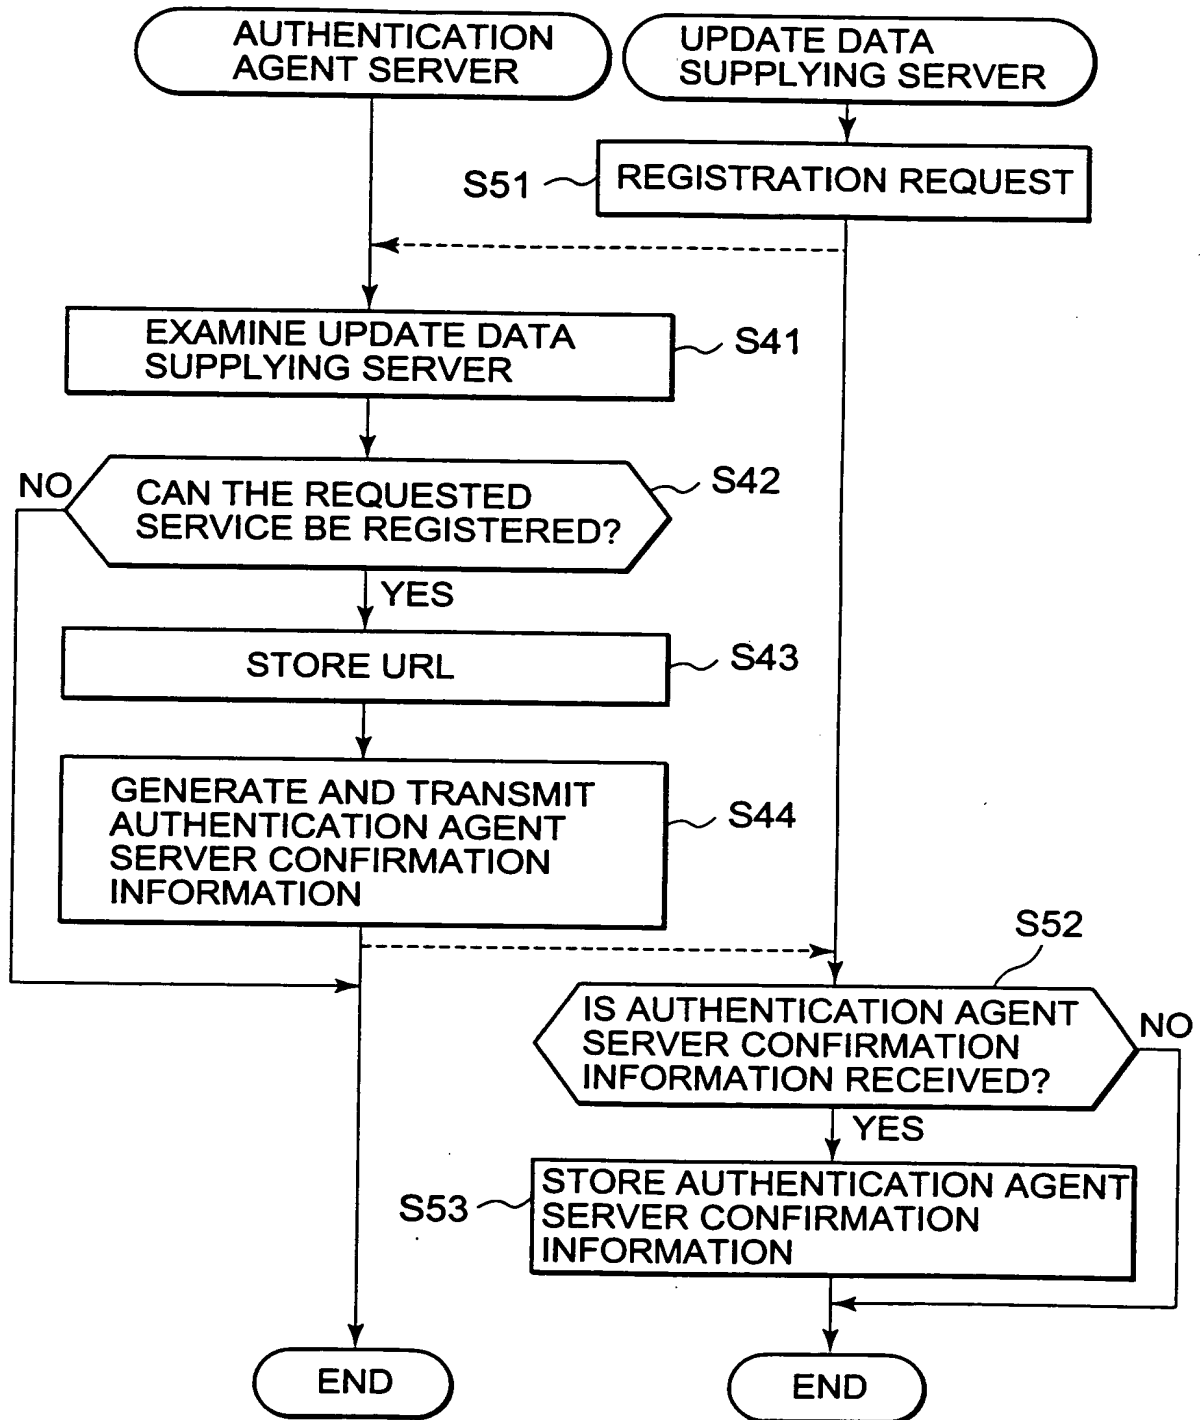 AUTHENTICATION
AGENT SERVER
UPDATE DATA
SUPPLYING SERVER
S51
REGISTRATION REQUEST
EXAMINE UPDATE DATA
SUPPLYING SERVER
S41
NO
CAN THE REQUESTED
SERVICE BE REGISTERED?
S42
YES
STORE URL
S43
GENERATE AND TRANSMIT
AUTHENTICATION AGENT
SERVER CONFIRMATION
INFORMATION
S44
S52
IS AUTHENTICATION AGENT
SERVER CONFIRMATION
INFORMATION RECEIVED?
NO
YES
S53
STORE AUTHENTICATION AGENT
SERVER CONFIRMATION
INFORMATION
END
END